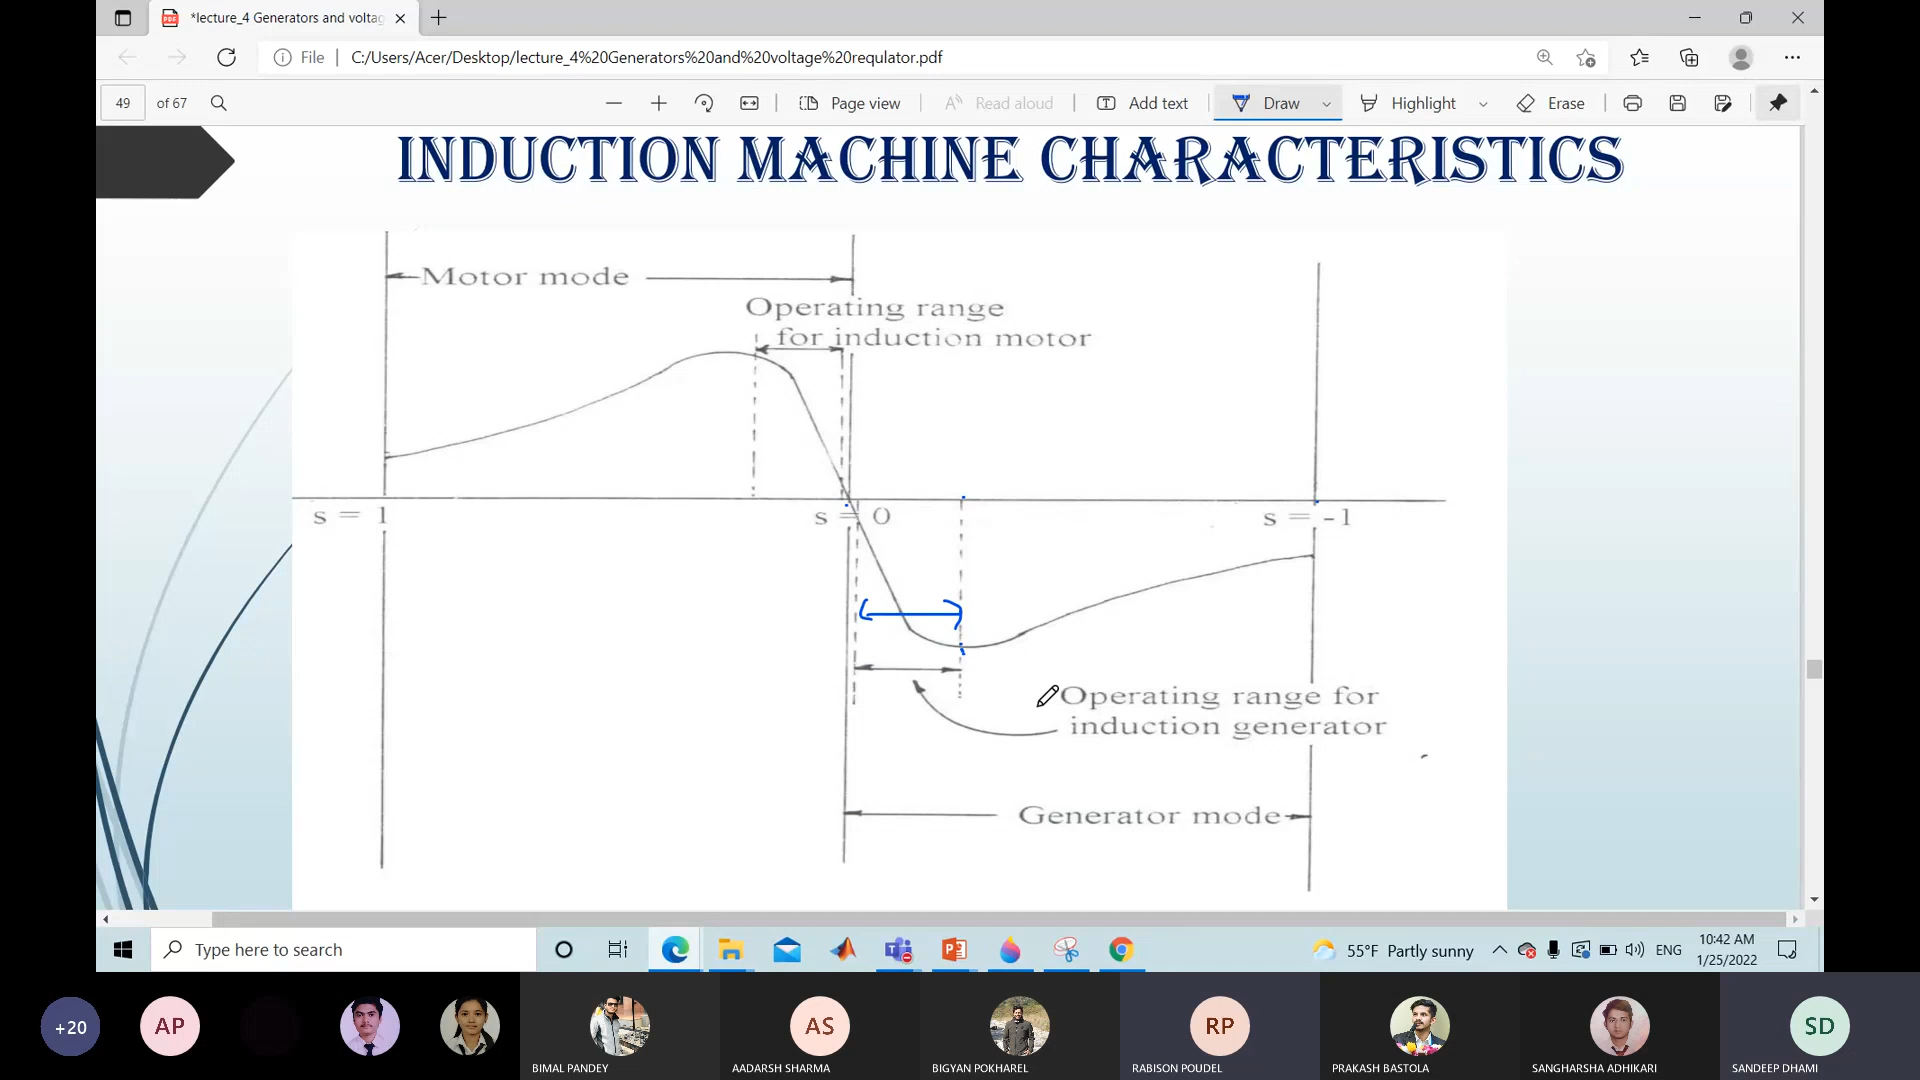 *lecture_4 Generators and volta
File
C:/Users/Acer/Desktop/lecture_4%20Generators%20and%20voltage%20regulator.pdf
49 of 67
Page view
Read aloud
Add text
Draw
Highlight
Erase
INDUCTION MACHINE CHARACTERISTICS
Motor mode
Operating range
for induction motor
s = 1
s = 0
s = -1
Operating range for
induction generator
Generator mode
Type here to search
55°F Partly sunny
ENG
10:42 AM
1/25/2022
+20
AP
AS
RP
SD
BIMAL PANDEY
AADARSH SHARMA
BIGYAN POKHAREL
RABISON POUDEL
PRAKASH BASTOLA
SANGHARSHA ADHIKARI
SANDEEP DHAMI